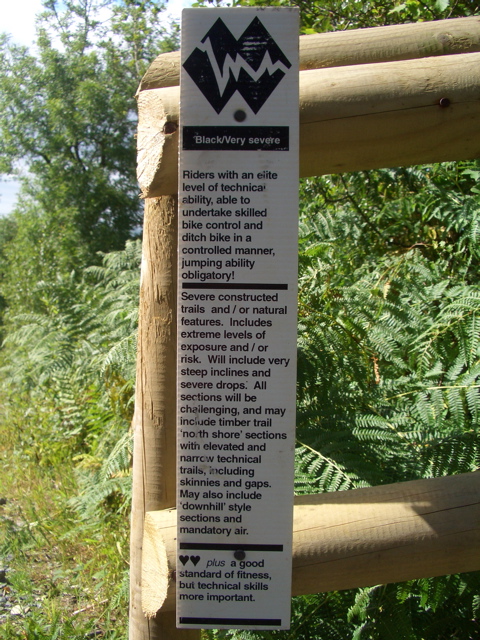 Black/Very severe
Riders with an elite
level of technical
ability, able to
undertake skilled
bike control and
ditch bike in a
controlled manner,
jumping ability
obligatory!
Severe constructed
trails and / or natural
features. Includes
extreme levels of
exposure and / or
risk. Will include very
steep inclines and
severe drops. All
sections will be
challenging, and may
include timber trail
'north shore' sections
with elevated and
narrow technical
trails, including
skinnies and gaps.
May also include
'downhill' style
sections and
mandatory air.
♥♥ plus a good
standard of fitness,
but technical skills
more important.